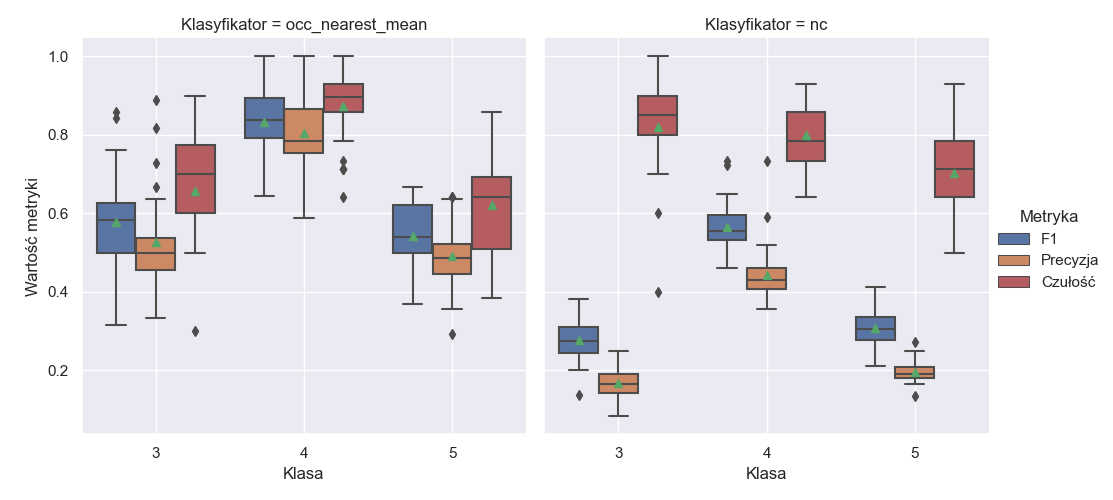 Klasyfikator = occ_nearest_mean
Klasyfikator = nc
Wartość metryki
1.0
0.8
0.6
0.4
0.2
3
4
5
3
4
5
Klasa
Klasa
Metryka
F1
Precyzja
Czułość